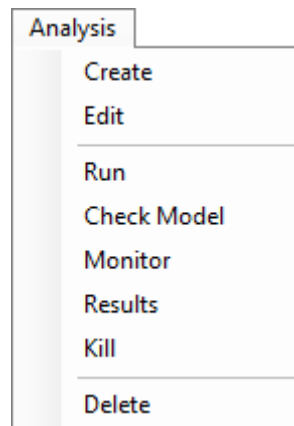 Analysis
Create
Edit
Run
Check Model
Monitor
Results
Kill
Delete